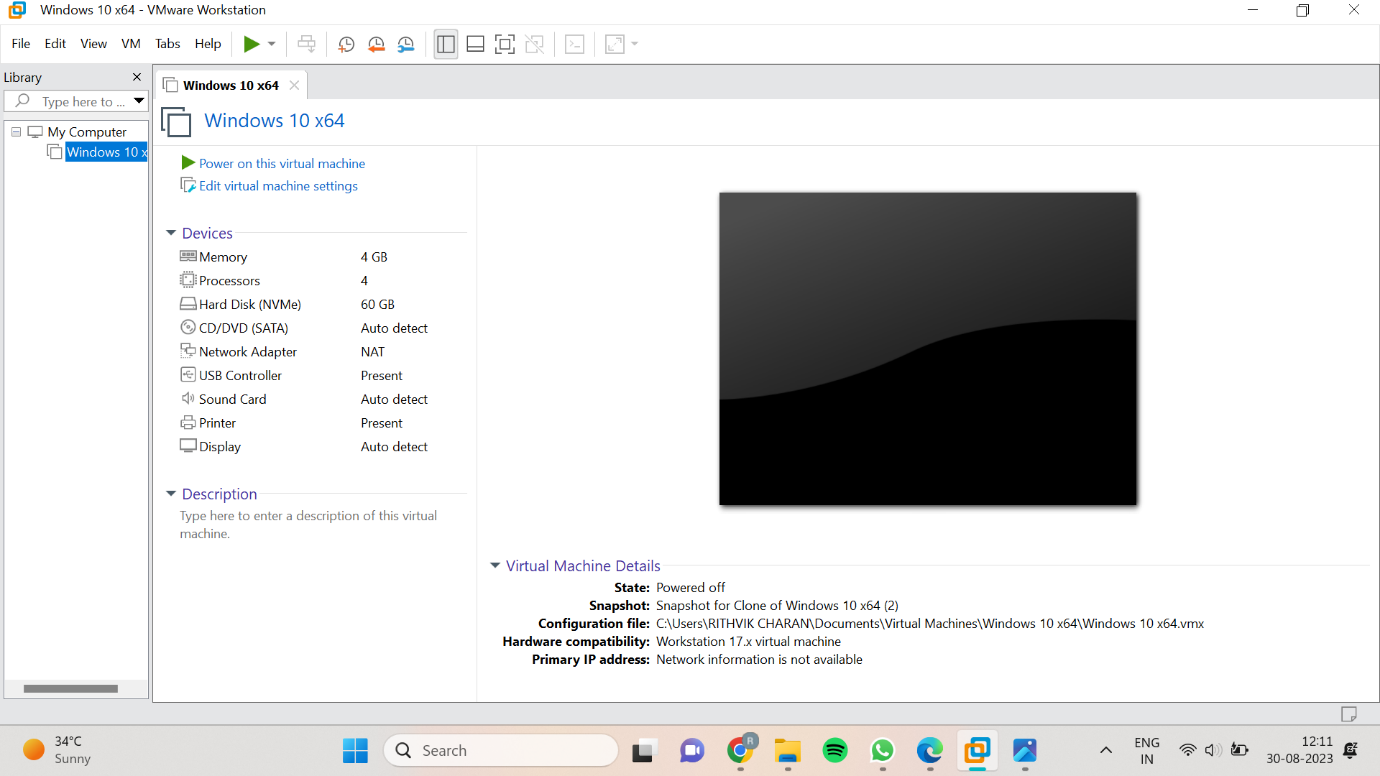 Windows 10 x64 - VMware Workstation
File Edit View VM Tabs Help
Library
Type here to ...
My Computer
Windows 10 x
Windows 10 x64
Windows 10 x64
Power on this virtual machine
Edit virtual machine settings
Devices
Memory 4 GB
Processors 4
Hard Disk (NVMe) 60 GB
CD/DVD (SATA) Auto detect
Network Adapter NAT
USB Controller Present
Sound Card Auto detect
Printer Present
Display Auto detect
Description
Type here to enter a description of this virtual
machine.
Virtual Machine Details
State: Powered off
Snapshot: Snapshot for Clone of Windows 10 x64 (2)
Configuration file: C:\Users\RITHVIK CHARAN\Documents\Virtual Machines\Windows 10 x64\Windows 10 x64.vmx
Hardware compatibility: Workstation 17.x virtual machine
Primary IP address: Network information is not available
34°C
Sunny
Search
R
ENG
IN
12:11
30-08-2023